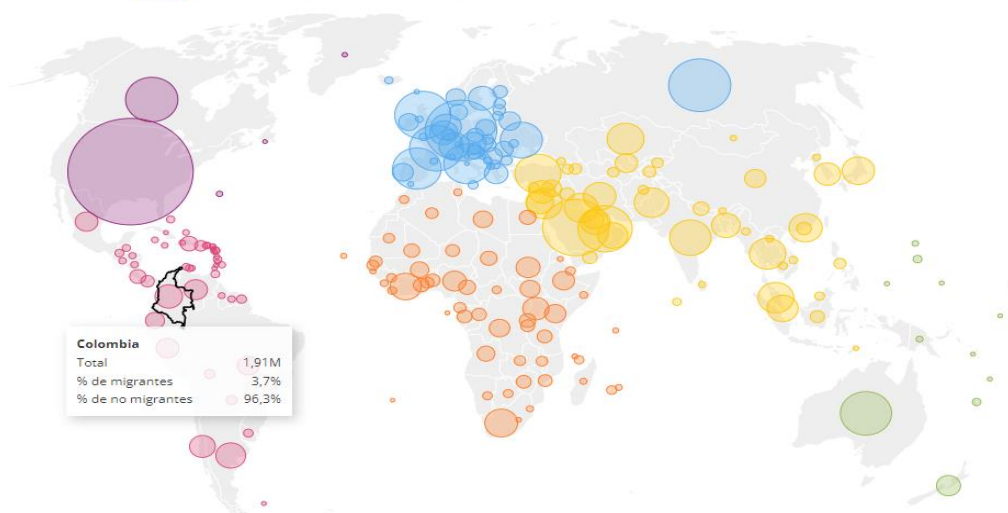 Colombia
Total 1,91M
% de migrantes 3,7%
% de no migrantes 96,3%